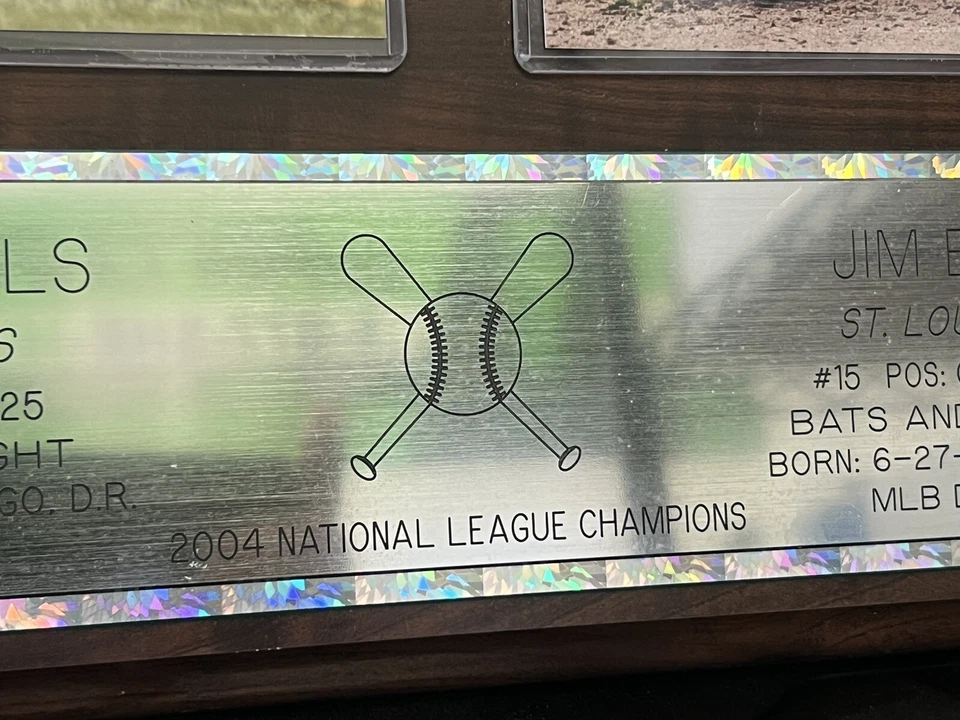 LS
S
25
GHT
GO, D.R.
2004 NATIONAL LEAGUE CHAMPIONS
JIM E
ST. LOU
#15 POS:
BATS AND
BORN: 6-27-
MLB D